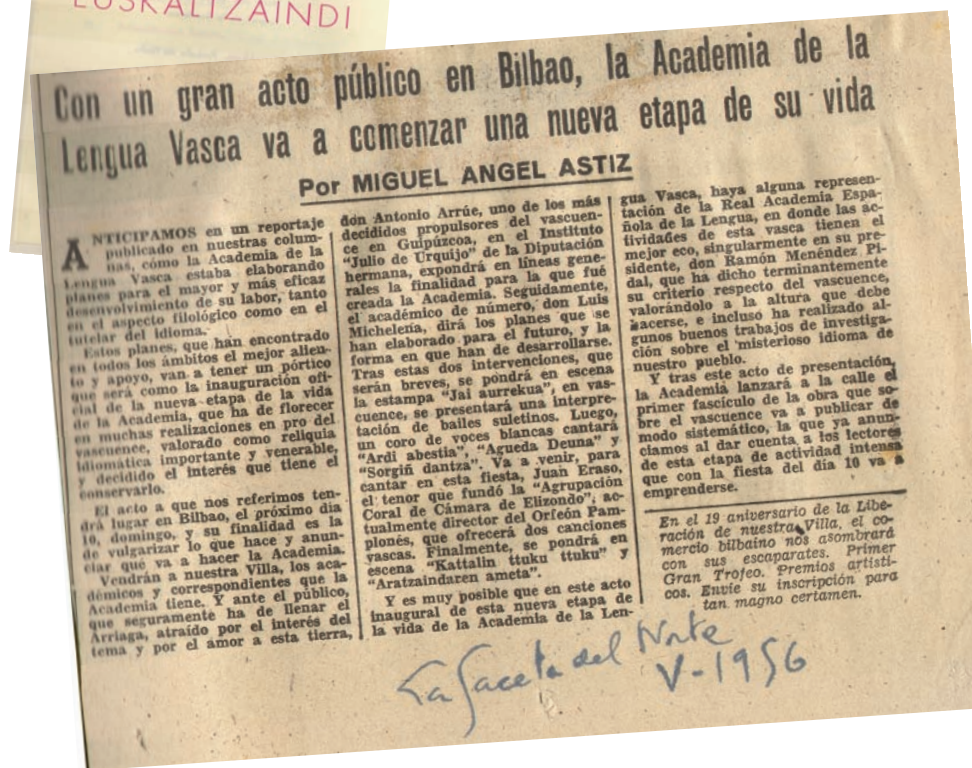 EUSKALTZAINDI
Con un gran acto público en Bilbao, la Academia de la
Lengua Vasca va a comenzar una nueva etapa de su vida
Por MIGUEL ANGEL ASTIZ
ANTICIPAMOS en un reportaje
publicado en nuestras colum-
nas, cómo la Academia de la
Lengua Vasca estaba elaborando
planes para el mayor y más eficaz
desenvolvimiento de su labor, tanto
en el aspecto filológico como en el
tutelar del idioma.
Estos planes, que han encontrado
en todos los ámbitos el mejor alien-
to y apoyo, van a tener un pórtico
que será como la inauguración ofi-
cial de la nueva etapa de la vida
de la Academia, que ha de florecer
en muchas realizaciones en pro del
vascuence, valorado como reliquia
idiomática importante y venerable,
y decidido el interés que tiene el
conservarlo.
El acto a que nos referimos ten-
drá lugar en Bilbao, el próximo día
10, domingo, y su finalidad es la
de vulgarizar lo que hace y anun-
ciar qué va a hacer la Academia.
Vendrán a nuestra Villa, los aca-
démicos y correspondientes que la
Academia tiene. Y ante el público,
que seguramente ha de llenar el
Arriaga, atraído por el interés del
tema y por el amor a esta tierra,
don Antonio Arrúe, uno de los más
decididos propulsores del vascuen-
ce en Guipúzcoa, en el Instituto
"Julio de Urquijo" de la Diputación
hermana, expondrá en líneas gene-
rales la finalidad para la que fué
creada la Academia. Seguidamente,
el académico de número, don Luis
Michelena, dirá los planes que se
han elaborado para el futuro, y la
forma en que han de desarrollarse.
Tras estas dos intervenciones, que
serán breves, se pondrá en escena
la estampa "Jai aurrekua", en vas-
cuence, se presentará una interpre-
tación de bailes suletinos. Luego,
un coro de voces blancas cantará
"Ardi abestia", "Agueda Deuna" y
"Sorgiñ dantza". Va a venir, para
cantar en esta fiesta, Juan Eraso,
el tenor que fundó la "Agrupación
Coral de Cámara de Elizondo", ac-
tualmente director del Orfeón Pam-
plonés, que ofrecerá dos canciones
vascas. Finalmente, se pondrá en
escena "Kattalin ttuku ttuku" y
"Aratzaindaren ameta".
Y es muy posible que en este acto
inaugural de esta nueva etapa de
la vida de la Academia de la Len-
gua Vasca, haya alguna represen-
tación de la Real Academia Espa-
ñola de la Lengua, en donde las ac-
tividades de esta vasca tienen el
mejor eco, singularmente en su pre-
sidente, don Ramón Menéndez Pi-
dal, que ha dicho terminantemente
su criterio respecto del vascuence,
valorándolo a la altura que debe
hacerse, e incluso ha realizado al-
gunos buenos trabajos de investiga-
ción sobre el misterioso idioma de
nuestro pueblo.
Y tras este acto de presentación,
la Academia lanzará a la calle el
primer fascículo de la obra que so-
bre el vascuence va a publicar de
modo sistemático, la que ya anun-
ciamos al dar cuenta a los lectores
de esta etapa de actividad intensa
que con la fiesta del día 10 va a
emprenderse.
En el 19 aniversario de la Libe-
ración de nuestra Villa, el co-
mercio bilbaino nos asombrará
con sus escaparates. Primer
Gran Trofeo. Premios artísti-
cos. Envíe su inscripción para
tan magno certamen.
La Gaceta del Norte
V-1956